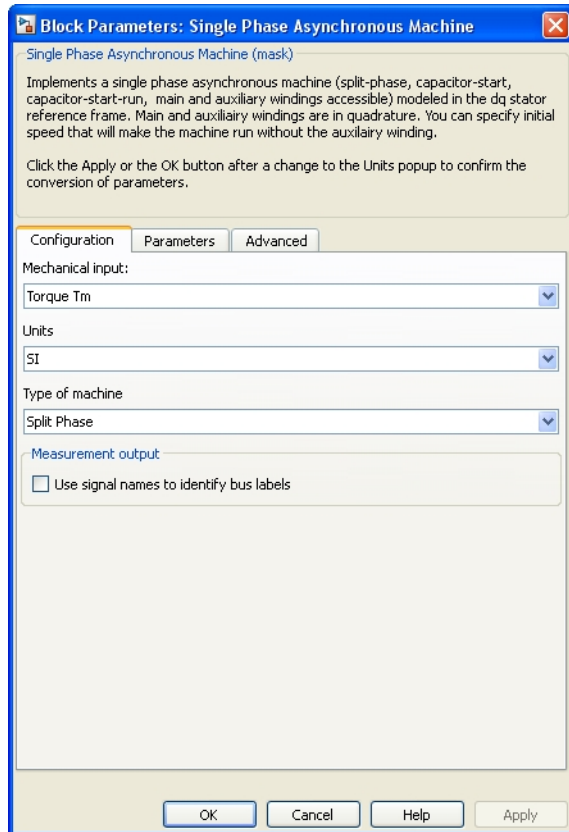 Block Parameters: Single Phase Asynchronous Machine
Single Phase Asynchronous Machine (mask)
Implements a single phase asynchronous machine (split-phase, capacitor-start,
capacitor-start-run, main and auxiliary windings accessible) modeled in the dq stator
reference frame. Main and auxiliairy windings are in quadrature. You can specify initial
speed that will make the machine run without the auxilairy winding.
Click the Apply or the OK button after a change to the Units popup to confirm the
conversion of parameters.
Configuration Parameters Advanced
Mechanical input:
Torque Tm
Units
SI
Type of machine
Split Phase
Measurement output
Use signal names to identify bus labels
OK Cancel Help Apply